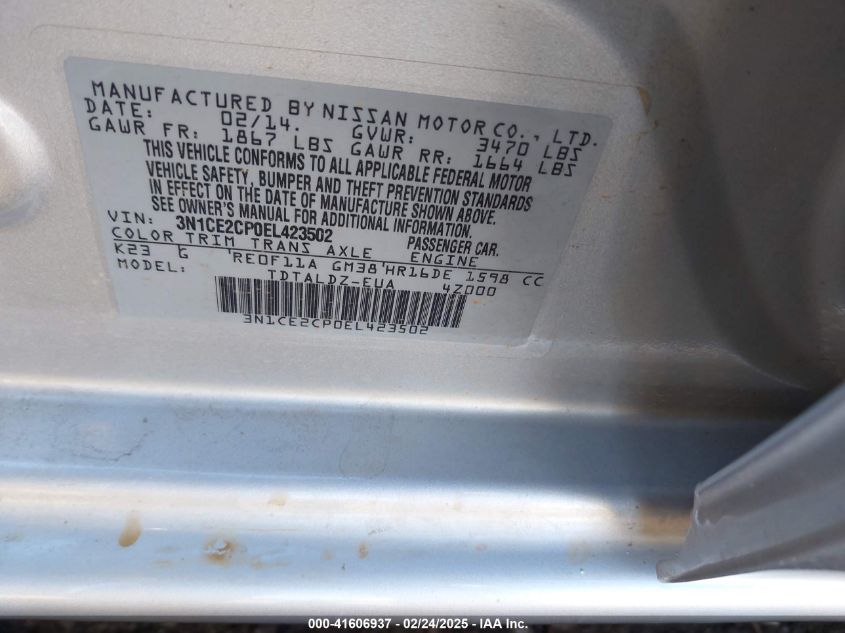 MANUFACTURED BY NISSAN MOTOR CO., LTD.
DATE: 02/14. GVWR: 3470 LBS
GAWR FR: 1867 LBS GAWR RR: 1664 LBS
THIS VEHICLE CONFORMS TO ALL APPLICABLE FEDERAL MOTOR
VEHICLE SAFETY, BUMPER AND THEFT PREVENTION STANDARDS
IN EFFECT ON THE DATE OF MANUFACTURE SHOWN ABOVE.
SEE OWNER'S MANUAL FOR ADDITIONAL INFORMATION.
VIN: 3N1CE2CP0EL423502 PASSENGER CAR.
COLOR TRIM TRANS AXLE ENGINE
K23 G RE0F11A GM38 HR16DE 1598 CC
MODEL: TDTALDZ-EUA 4Z000
3N1CE2CP0EL423502
000-41606937 - 02/24/2025 - IAA Inc.